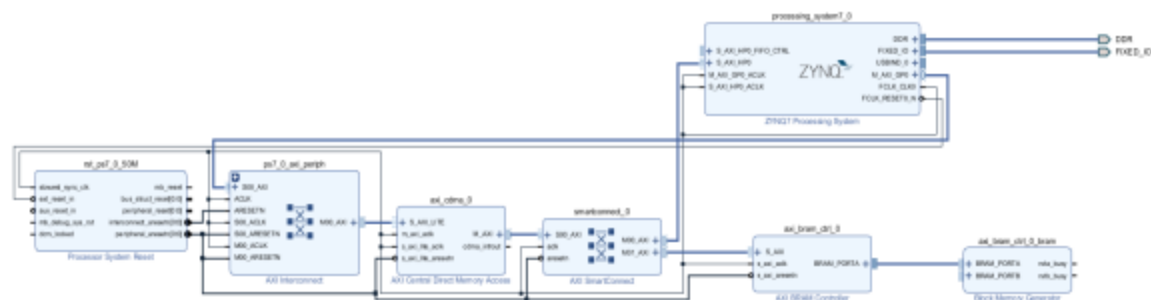 processing_system7_0
S_AXI_HP0_FIFO_CTRL
S_AXI_HP0
M_AXI_GP0_ACLK
S_AXI_HP0_ACLK
ZYNQ
DDR
FIXED_IO
USBIND_0
M_AXI_GP0
FCLK_CLK0
FCLK_RESET0_N
ZYNQ7 Processing System
DDR
FIXED_IO
rst_ps7_0_50M
slowest_sync_clk
ext_reset_in
aux_reset_in
mb_debug_sys_rst
dcm_locked
mb_reset
bus_struct_reset[0:0]
peripheral_reset[0:0]
interconnect_aresetn[0:0]
peripheral_aresetn[0:0]
Processor System Reset
ps7_0_axi_periph
S00_AXI
ACLK
ARESETN
S00_ACLK
S00_ARESETN
M00_ACLK
M00_ARESETN
M00_AXI
AXI Interconnect
axi_cdma_0
S_AXI_LITE
m_axi_aclk
s_axi_lite_aclk
s_axi_lite_aresetn
M_AXI
cdma_introut
AXI Central Direct Memory Access
smartconnect_0
S00_AXI
aclk
aresetn
M00_AXI
M01_AXI
AXI SmartConnect
axi_bram_ctrl_0
S_AXI
s_axi_aclk
s_axi_aresetn
BRAM_PORTA
AXI BRAM Controller
axi_bram_ctrl_0_bram
BRAM_PORTA
BRAM_PORTB
rsta_busy
rstb_busy
Block Memory Generator